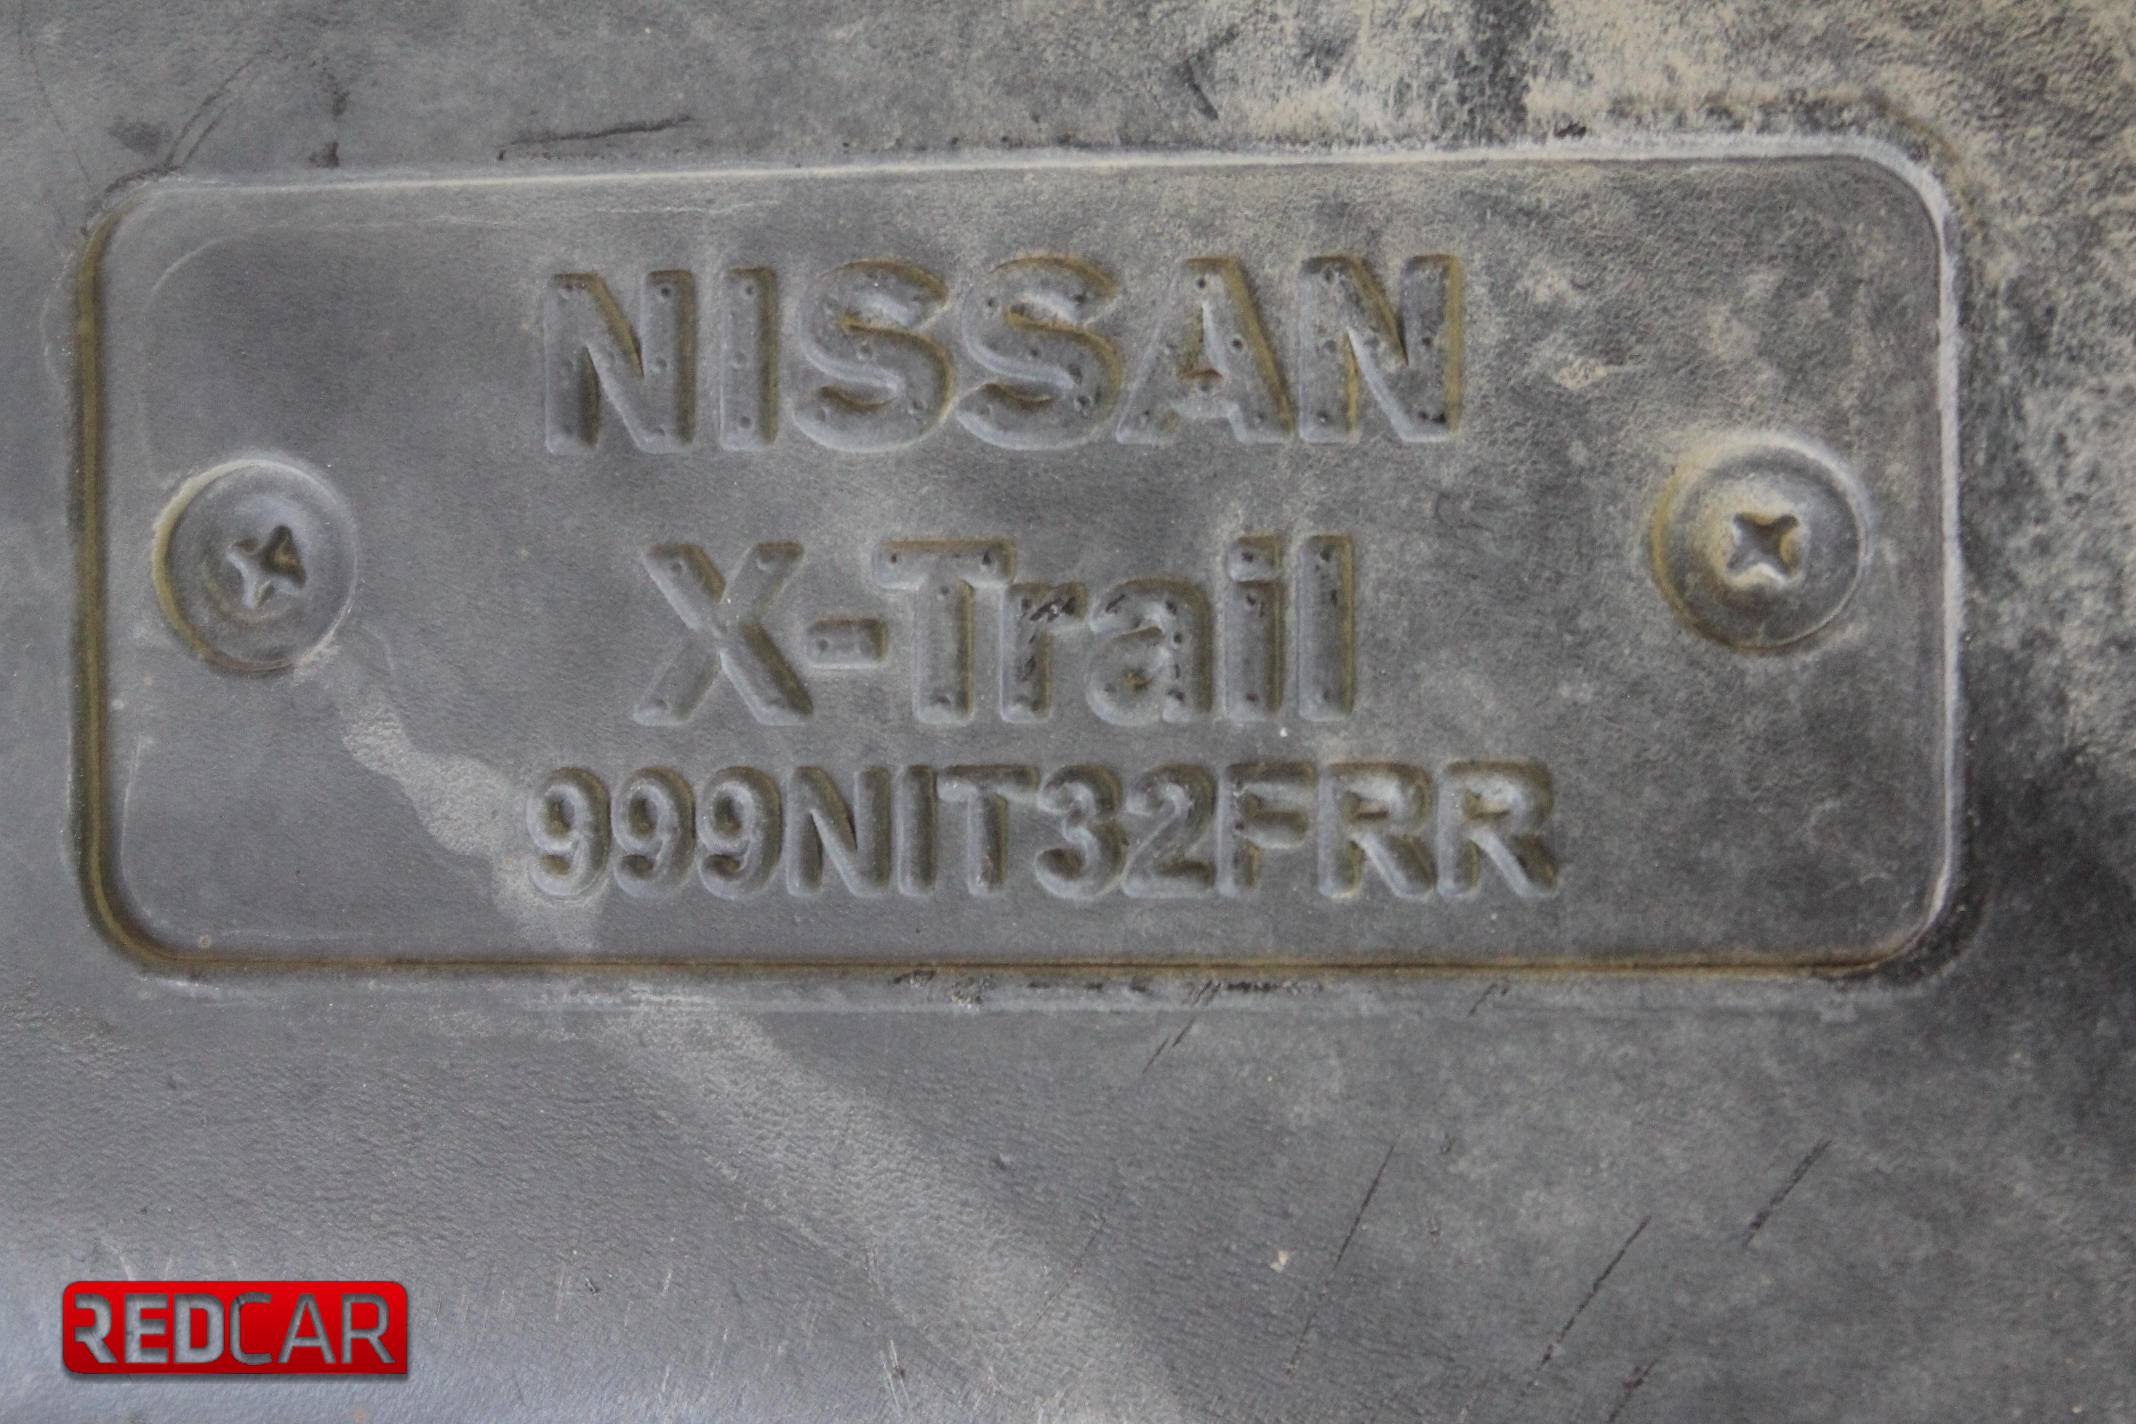 NISSAN
X-Trail
999NIT32FRR
REDCAR